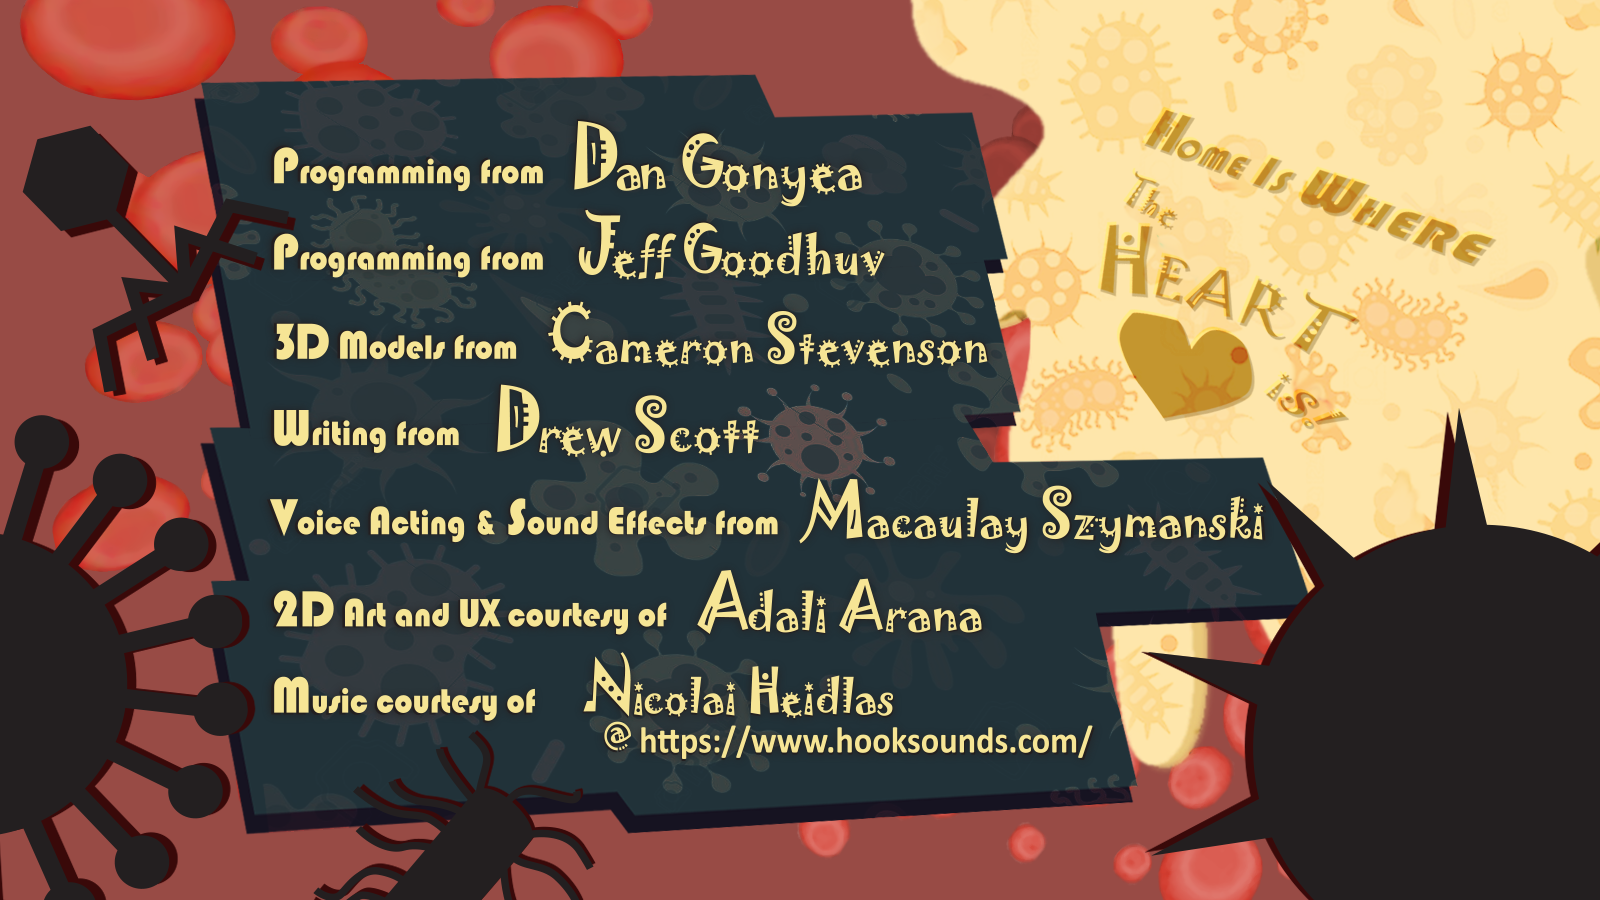 Programming from Dan Gonyea
Programming from Jeff Goodhuv
3D Models from Cameron Stevenson
Writing from Drew Scott
Voice Acting & Sound Effects from Macaulay Szymanski
2D Art and UX courtesy of Adali Arana
Music courtesy of Nicolai Heidlas
@ https://www.hooksounds.com/
Home Is Where
The
Heart
is!